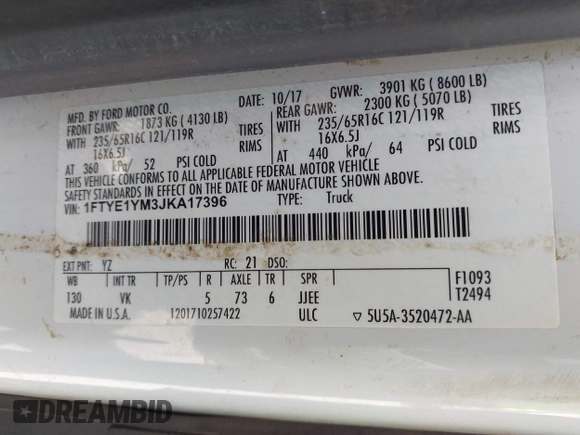 MFD. BY FORD MOTOR CO.
10/17
GVWR: 3901 KG ( 8600 LB)
FRONT GAWR: 1873 KG ( 4130 LB)
REAR GAWR: 2300 KG ( 5070 LB)
235/65R16C 121/119R TIRES
235/65R16C 121/119R TIRES
16X6.5J RIMS
16X6.5J RIMS
AT 360 kPa/ 52 PSI COLD
AT 440 kPa/ 64 PSI COLD
THIS VEHICLE CONFORMS TO ALL APPLICABLE FEDERAL MOTOR VEHICLE
SAFETY STANDARDS IN EFFECT ON THE DATE OF MANUFACTURE SHOWN ABOVE.
VIN: 1FTYE1YM3JKA17396
TYPE: Truck
EXT PNT: YZ RC: 21 DSO:
WB INT TR TP/PS R AX TR SPR
130 VK 5 73 6 JJEE
F1093
T2494
MADE IN U.S.A. 1201710257422 ULC ▽ 5U5A-3520472-AA
DREAMBID